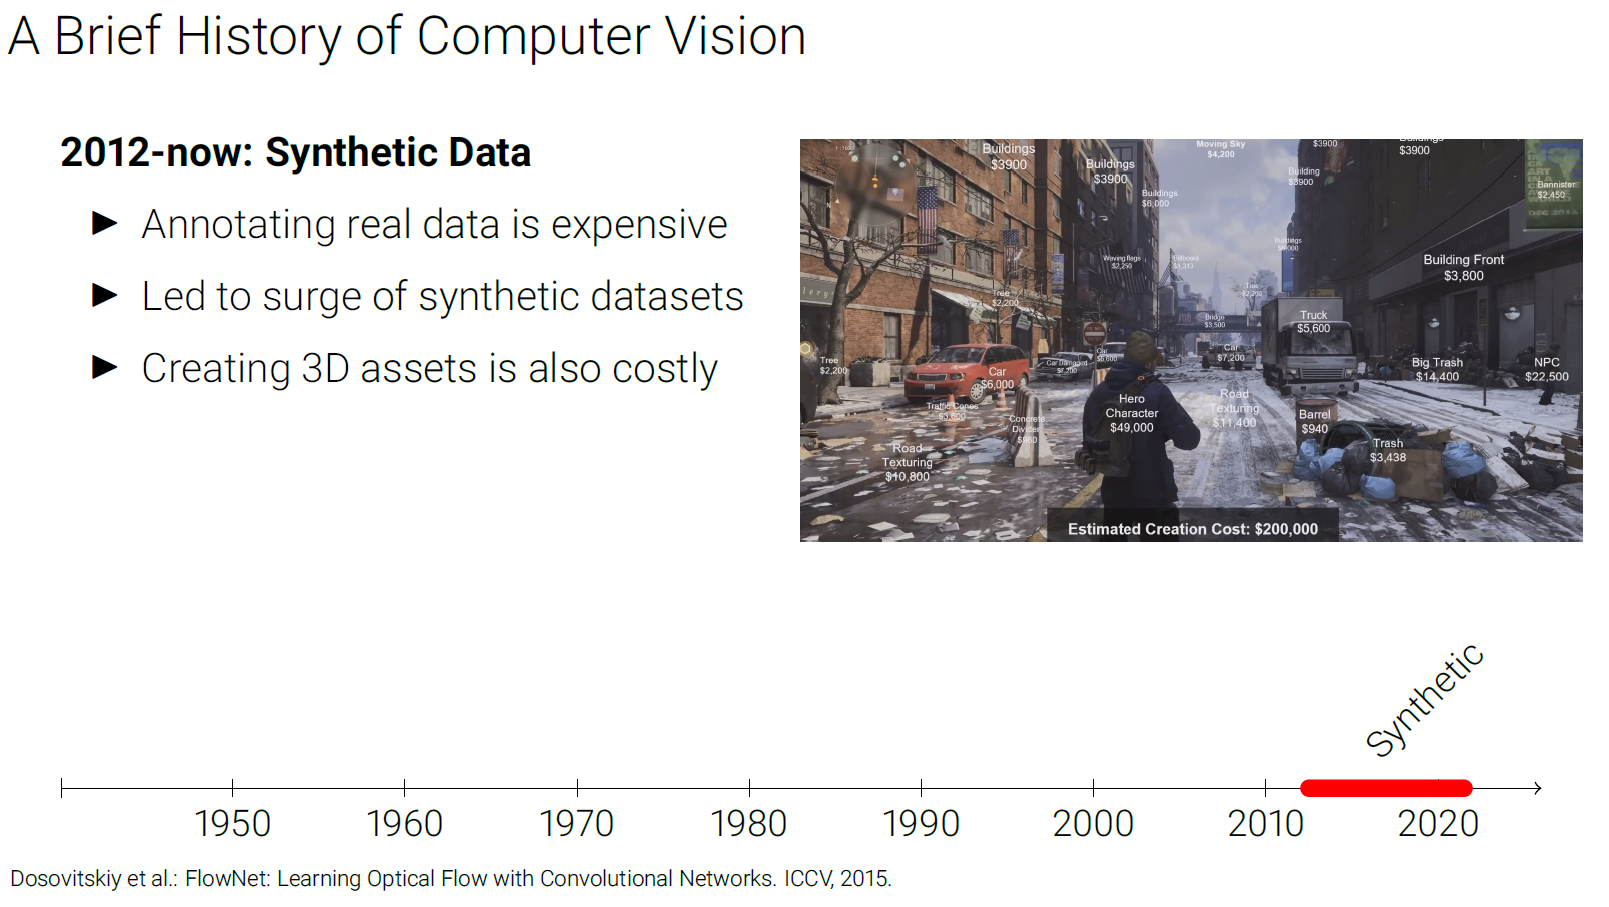 A Brief History of Computer Vision
2012-now: Synthetic Data
► Annotating real data is expensive
► Led to surge of synthetic datasets
► Creating 3D assets is also costly
Buildings
$3900
Buildings
$3900
Buildings
$6,000
Moving Sky
$4,200
$3900
Building
$3900
Buildings
$3900
Bannister
$2,450
Buildings
Waving flags
$2,250
Billboard
$1,313
Building Front
$3,800
Tree
$2,200
Tree
$2,200
Bridge
$3,500
Truck
$5,600
Tree
$2,200
Car
$6,000
Car Damaged
$7,200
Car
$6,600
Car
$7,200
Big Trash
$14,400
NPC
$22,500
Traffic Cones
$3,800
Concrete
Divider
$960
Hero
Character
$49,000
Road
Texturing
$11,400
Barrel
$940
Trash
$3,438
Road
Texturing
$10,800
Estimated Creation Cost: $200,000
Synthetic
1950 1960 1970 1980 1990 2000 2010 2020
Dosovitskiy et al.: FlowNet: Learning Optical Flow with Convolutional Networks. ICCV, 2015.